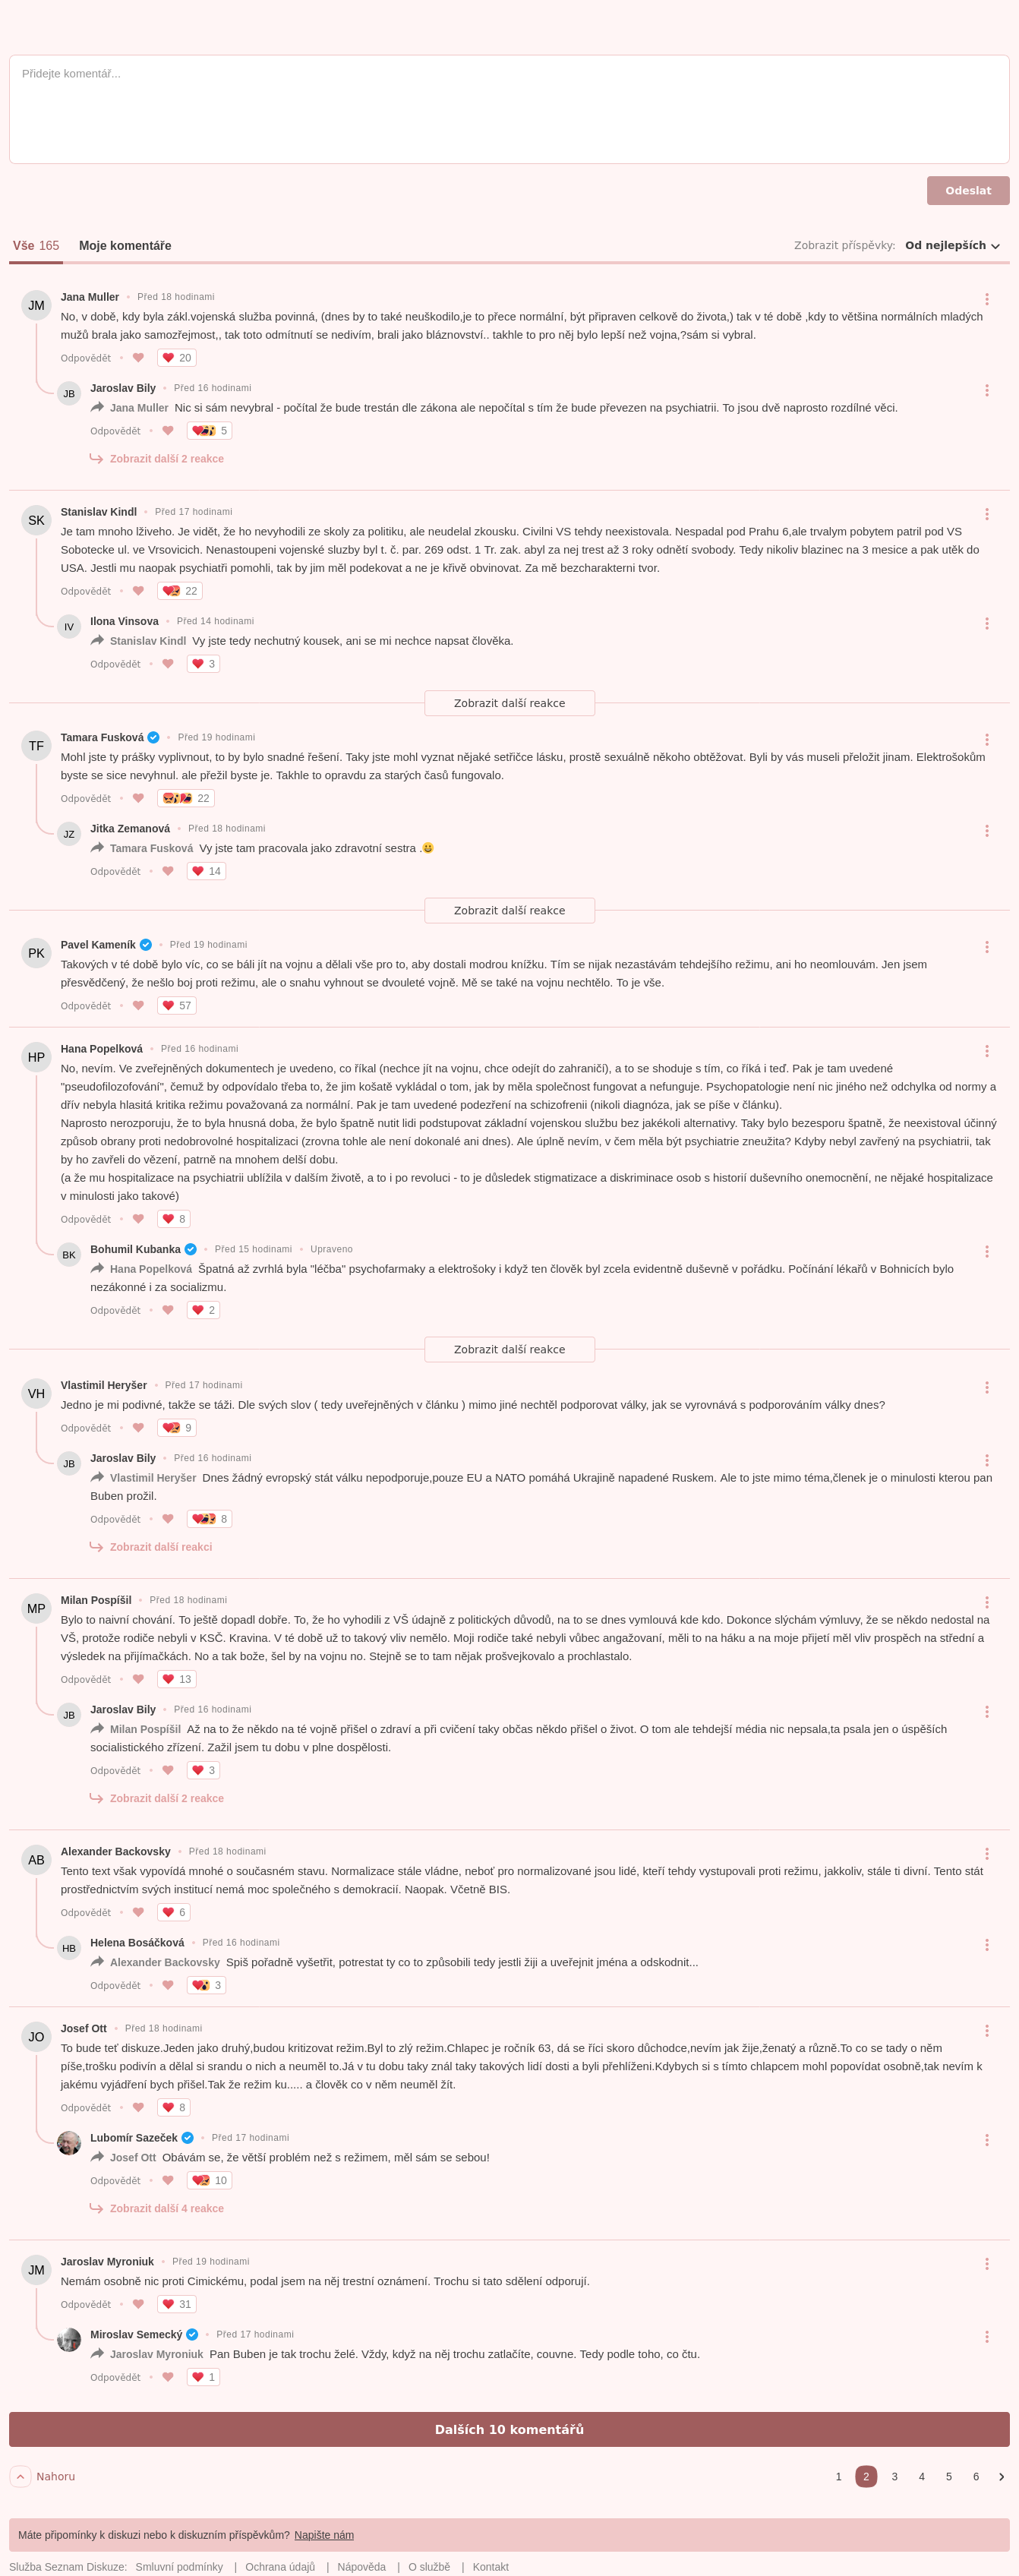 Přidejte komentář...
Odeslat
Vše 165 Moje komentáře Zobrazit příspěvky: Od nejlepších
JM Jana Muller • Před 18 hodinami
No, v době, kdy byla zákl.vojenská služba povinná, (dnes by to také neuškodilo,je to přece normální, být připraven celkově do života,) tak v té době ,kdy to většina normálních mladých
mužů brala jako samozřejmost,, tak toto odmítnutí se nedivím, brali jako bláznovství.. takhle to pro něj bylo lepší než vojna,?sám si vybral.
Odpovědět • 20
JB Jaroslav Bily • Před 16 hodinami
Jana Muller Nic si sám nevybral - počítal že bude trestán dle zákona ale nepočítal s tím že bude převezen na psychiatrii. To jsou dvě naprosto rozdílné věci.
Odpovědět • 5
Zobrazit další 2 reakce
SK Stanislav Kindl • Před 17 hodinami
Je tam mnoho lživeho. Je vidět, že ho nevyhodili ze skoly za politiku, ale neudelal zkousku. Civilni VS tehdy neexistovala. Nespadal pod Prahu 6,ale trvalym pobytem patril pod VS
Sobotecke ul. ve Vrsovicich. Nenastoupeni vojenské sluzby byl t. č. par. 269 odst. 1 Tr. zak. abyl za nej trest až 3 roky odnětí svobody. Tedy nikoliv blazinec na 3 mesice a pak utěk do
USA. Jestli mu naopak psychiatři pomohli, tak by jim měl podekovat a ne je křivě obvinovat. Za mě bezcharakterni tvor.
Odpovědět • 22
IV Ilona Vinsova • Před 14 hodinami
Stanislav Kindl Vy jste tedy nechutný kousek, ani se mi nechce napsat člověka.
Odpovědět • 3
Zobrazit další reakce
TF Tamara Fusková • Před 19 hodinami
Mohl jste ty prášky vyplivnout, to by bylo snadné řešení. Taky jste mohl vyznat nějaké setřičce lásku, prostě sexuálně někoho obtěžovat. Byli by vás museli přeložit jinam. Elektrošokům
byste se sice nevyhnul. ale přežil byste je. Takhle to opravdu za starých časů fungovalo.
Odpovědět • 22
JZ Jitka Zemanová • Před 18 hodinami
Tamara Fusková Vy jste tam pracovala jako zdravotní sestra .😀
Odpovědět • 14
Zobrazit další reakce
PK Pavel Kameník • Před 19 hodinami
Takových v té době bylo víc, co se báli jít na vojnu a dělali vše pro to, aby dostali modrou knížku. Tím se nijak nezastávám tehdejšího režimu, ani ho neomlouvám. Jen jsem
přesvědčený, že nešlo boj proti režimu, ale o snahu vyhnout se dvouleté vojně. Mě se také na vojnu nechtělo. To je vše.
Odpovědět • 57
HP Hana Popelková • Před 16 hodinami
No, nevím. Ve zveřejněných dokumentech je uvedeno, co říkal (nechce jít na vojnu, chce odejít do zahraničí), a to se shoduje s tím, co říká i teď. Pak je tam uvedené
"pseudofilozofování", čemuž by odpovídalo třeba to, že jim košatě vykládal o tom, jak by měla společnost fungovat a nefunguje. Psychopatologie není nic jiného než odchylka od normy a
dřív nebyla hlasitá kritika režimu považovaná za normální. Pak je tam uvedené podezření na schizofrenii (nikoli diagnóza, jak se píše v článku).
Naprosto nerozporuju, že to byla hnusná doba, že bylo špatně nutit lidi podstupovat základní vojenskou službu bez jakékoli alternativy. Taky bylo bezesporu špatně, že neexistoval účinný
způsob obrany proti nedobrovolné hospitalizaci (zrovna tohle ale není dokonalé ani dnes). Ale úplně nevím, v čem měla být psychiatrie zneužita? Kdyby nebyl zavřený na psychiatrii, tak
by ho zavřeli do vězení, patrně na mnohem delší dobu.
(a že mu hospitalizace na psychiatrii ublížila v dalším životě, a to i po revoluci - to je důsledek stigmatizace a diskriminace osob s historií duševního onemocnění, ne nějaké hospitalizace
v minulosti jako takové)
Odpovědět • 8
BK Bohumil Kubanka • Před 15 hodinami • Upraveno
Hana Popelková Špatná až zvrhlá byla "léčba" psychofarmaky a elektrošoky i když ten člověk byl zcela evidentně duševně v pořádku. Počínání lékařů v Bohnicích bylo
nezákonné i za socializmu.
Odpovědět • 2
Zobrazit další reakce
VH Vlastimil Heryšer • Před 17 hodinami
Jedno je mi podivné, takže se táži. Dle svých slov ( tedy uveřejněných v článku ) mimo jiné nechtěl podporovat války, jak se vyrovnává s podporováním války dnes?
Odpovědět • 9
JB Jaroslav Bily • Před 16 hodinami
Vlastimil Heryšer Dnes žádný evropský stát válku nepodporuje,pouze EU a NATO pomáhá Ukrajině napadené Ruskem. Ale to jste mimo téma,članek je o minulosti kterou pan
Buben prožil.
Odpovědět • 8
Zobrazit další reakci
MP Milan Pospíšil • Před 18 hodinami
Bylo to naivní chování. To ještě dopadl dobře. To, že ho vyhodili z VŠ údajně z politických důvodů, na to se dnes vymlouvá kde kdo. Dokonce slýchám výmluvy, že se někdo nedostal na
VŠ, protože rodiče nebyli v KSČ. Kravina. V té době už to takový vliv nemělo. Moji rodiče také nebyli vůbec angažovaní, měli to na háku a na moje přijetí měl vliv prospěch na střední a
výsledek na přijímačkách. No a tak bože, šel by na vojnu no. Stejně se to tam nějak prošvejkovalo a prochlastalo.
Odpovědět • 13
JB Jaroslav Bily • Před 16 hodinami
Milan Pospíšil Až na to že někdo na té vojně přišel o zdraví a při cvičení taky občas někdo přišel o život. O tom ale tehdejší média nic nepsala,ta psala jen o úspěších
socialistického zřízení. Zažil jsem tu dobu v plne dospělosti.
Odpovědět • 3
Zobrazit další 2 reakce
AB Alexander Backovsky • Před 18 hodinami
Tento text však vypovídá mnohé o současném stavu. Normalizace stále vládne, neboť pro normalizované jsou lidé, kteří tehdy vystupovali proti režimu, jakkoliv, stále ti divní. Tento stát
prostřednictvím svých institucí nemá moc společného s demokracií. Naopak. Včetně BIS.
Odpovědět • 6
HB Helena Bosáčková • Před 16 hodinami
Alexander Backovsky Spiš pořadně vyšetřit, potrestat ty co to způsobili tedy jestli žiji a uveřejnit jména a odskodnit...
Odpovědět • 3
JO Josef Ott • Před 18 hodinami
To bude teť diskuze.Jeden jako druhý,budou kritizovat režim.Byl to zlý režim.Chlapec je ročník 63, dá se říci skoro důchodce,nevím jak žije,ženatý a různě.To co se tady o něm
píše,trošku podivín a dělal si srandu o nich a neuměl to.Já v tu dobu taky znál taky takových lidí dosti a byli přehlíženi.Kdybych si s tímto chlapcem mohl popovídat osobně,tak nevím k
jakému vyjádření bych přišel.Tak že režim ku..... a člověk co v něm neuměl žít.
Odpovědět • 8
Lubomír Sazeček • Před 17 hodinami
Josef Ott Obávám se, že větší problém než s režimem, měl sám se sebou!
Odpovědět • 10
Zobrazit další 4 reakce
JM Jaroslav Myroniuk • Před 19 hodinami
Nemám osobně nic proti Cimickému, podal jsem na něj trestní oznámení. Trochu si tato sdělení odporují.
Odpovědět • 31
Miroslav Semecký • Před 17 hodinami
Jaroslav Myroniuk Pan Buben je tak trochu želé. Vždy, když na něj trochu zatlačíte, couvne. Tedy podle toho, co čtu.
Odpovědět • 1
Dalších 10 komentářů
Nahoru 1 2 3 4 5 6
Máte připomínky k diskuzi nebo k diskuzním příspěvkům? Napište nám
Služba Seznam Diskuze: Smluvní podmínky | Ochrana údajů | Nápověda | O službě | Kontakt